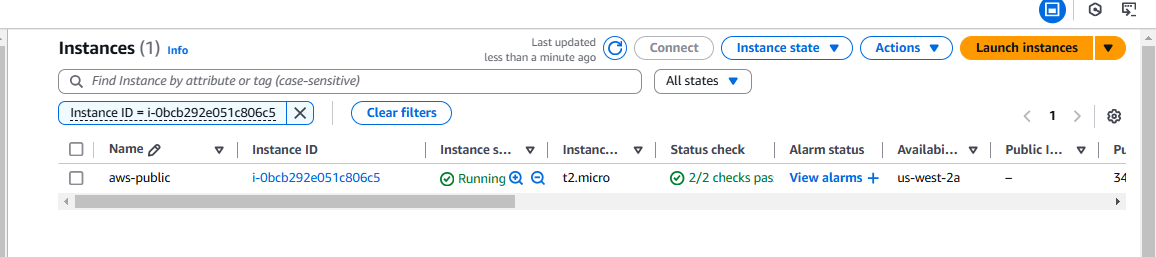 Instances (1) Info
Last updated
less than a minute ago
Connect
Instance state
Actions
Launch instances
Find Instance by attribute or tag (case-sensitive)
All states
Instance ID = i-0bcb292e051c806c5
Clear filters
1
Name Instance ID Instance s... Instanc... Status check Alarm status Availabi... Public I... Pu
aws-public i-0bcb292e051c806c5 Running t2.micro 2/2 checks pas View alarms + us-west-2a – 34